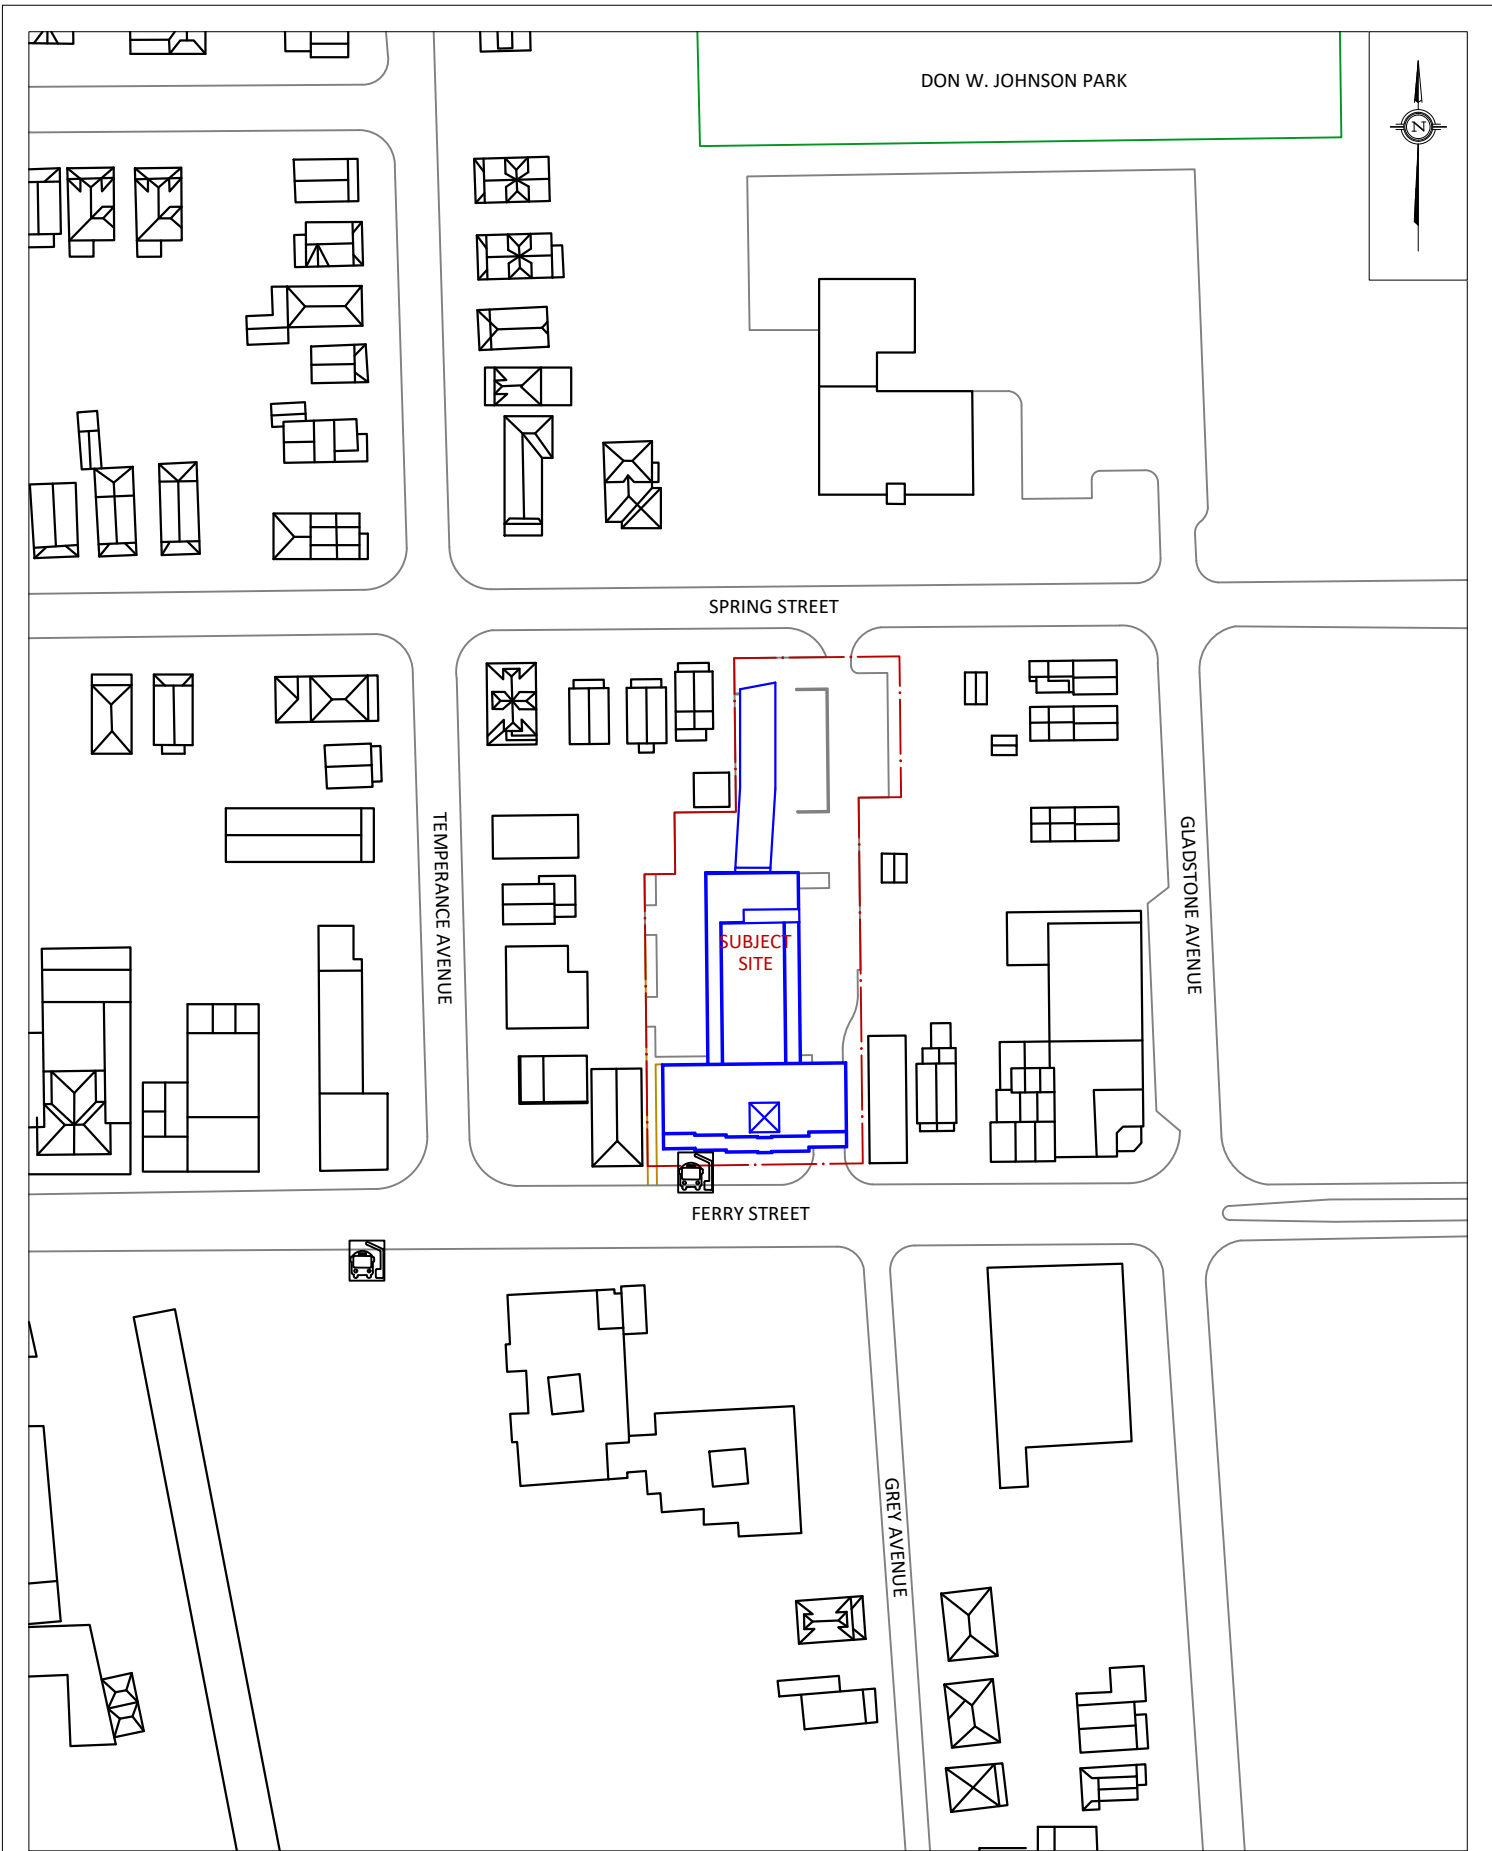 DON W. JOHNSON PARK
N
SPRING STREET
TEMPERANCE AVENUE
GLADSTONE AVENUE
SUBJECT
SITE
FERRY STREET
GREY AVENUE